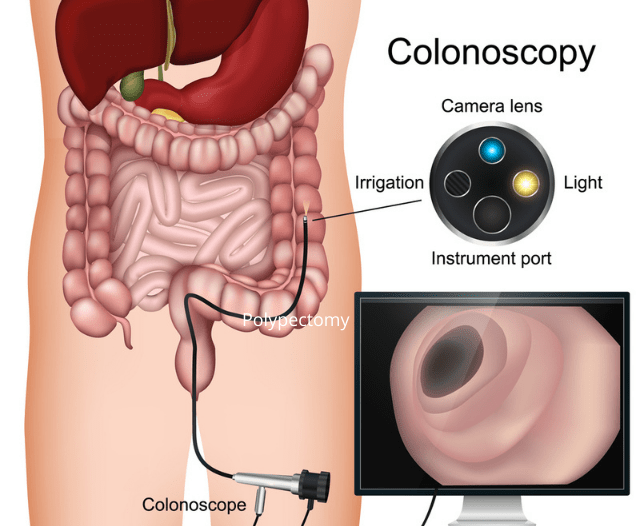 Colonoscopy
Camera lens
Irrigation
Light
Instrument port
Polypectomy
Colonoscope